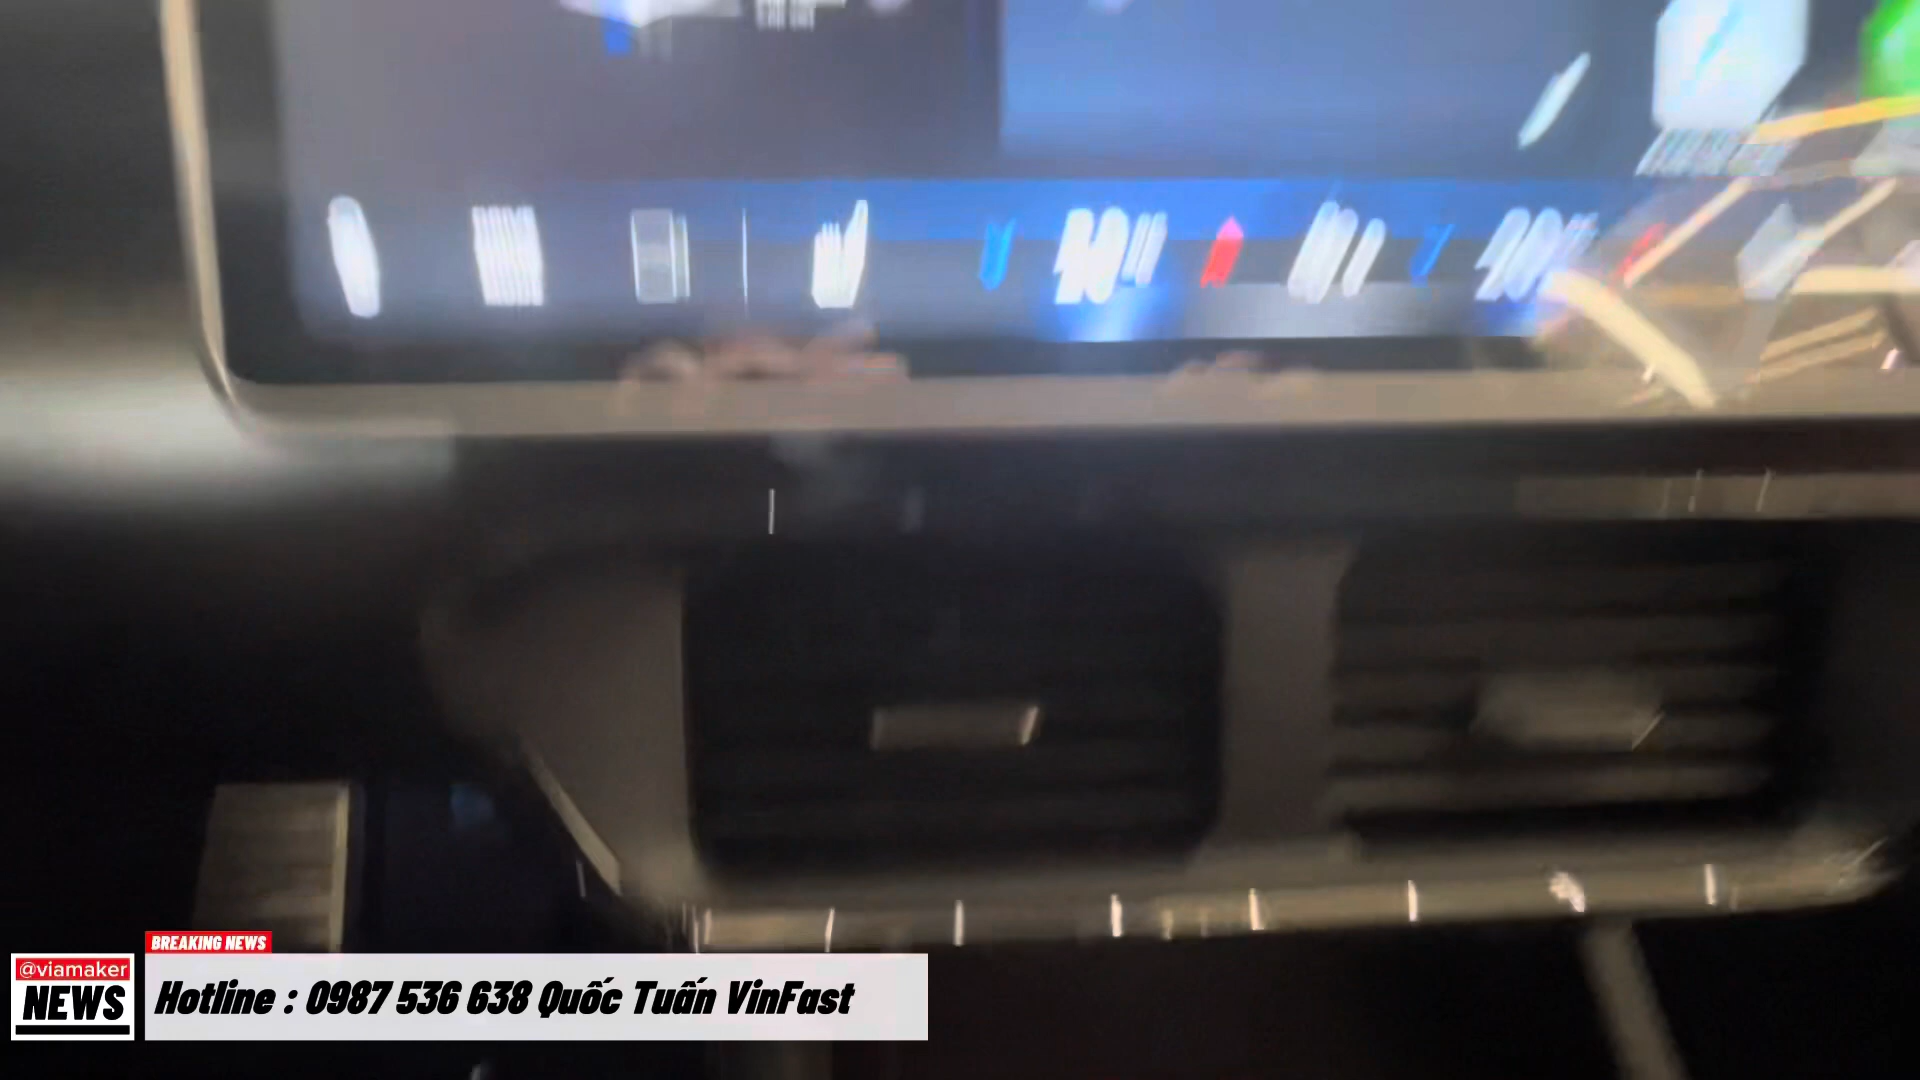 BREAKING NEWS
@viamaker
NEWS
Hotline : 0987 536 638 Quốc Tuấn VinFast